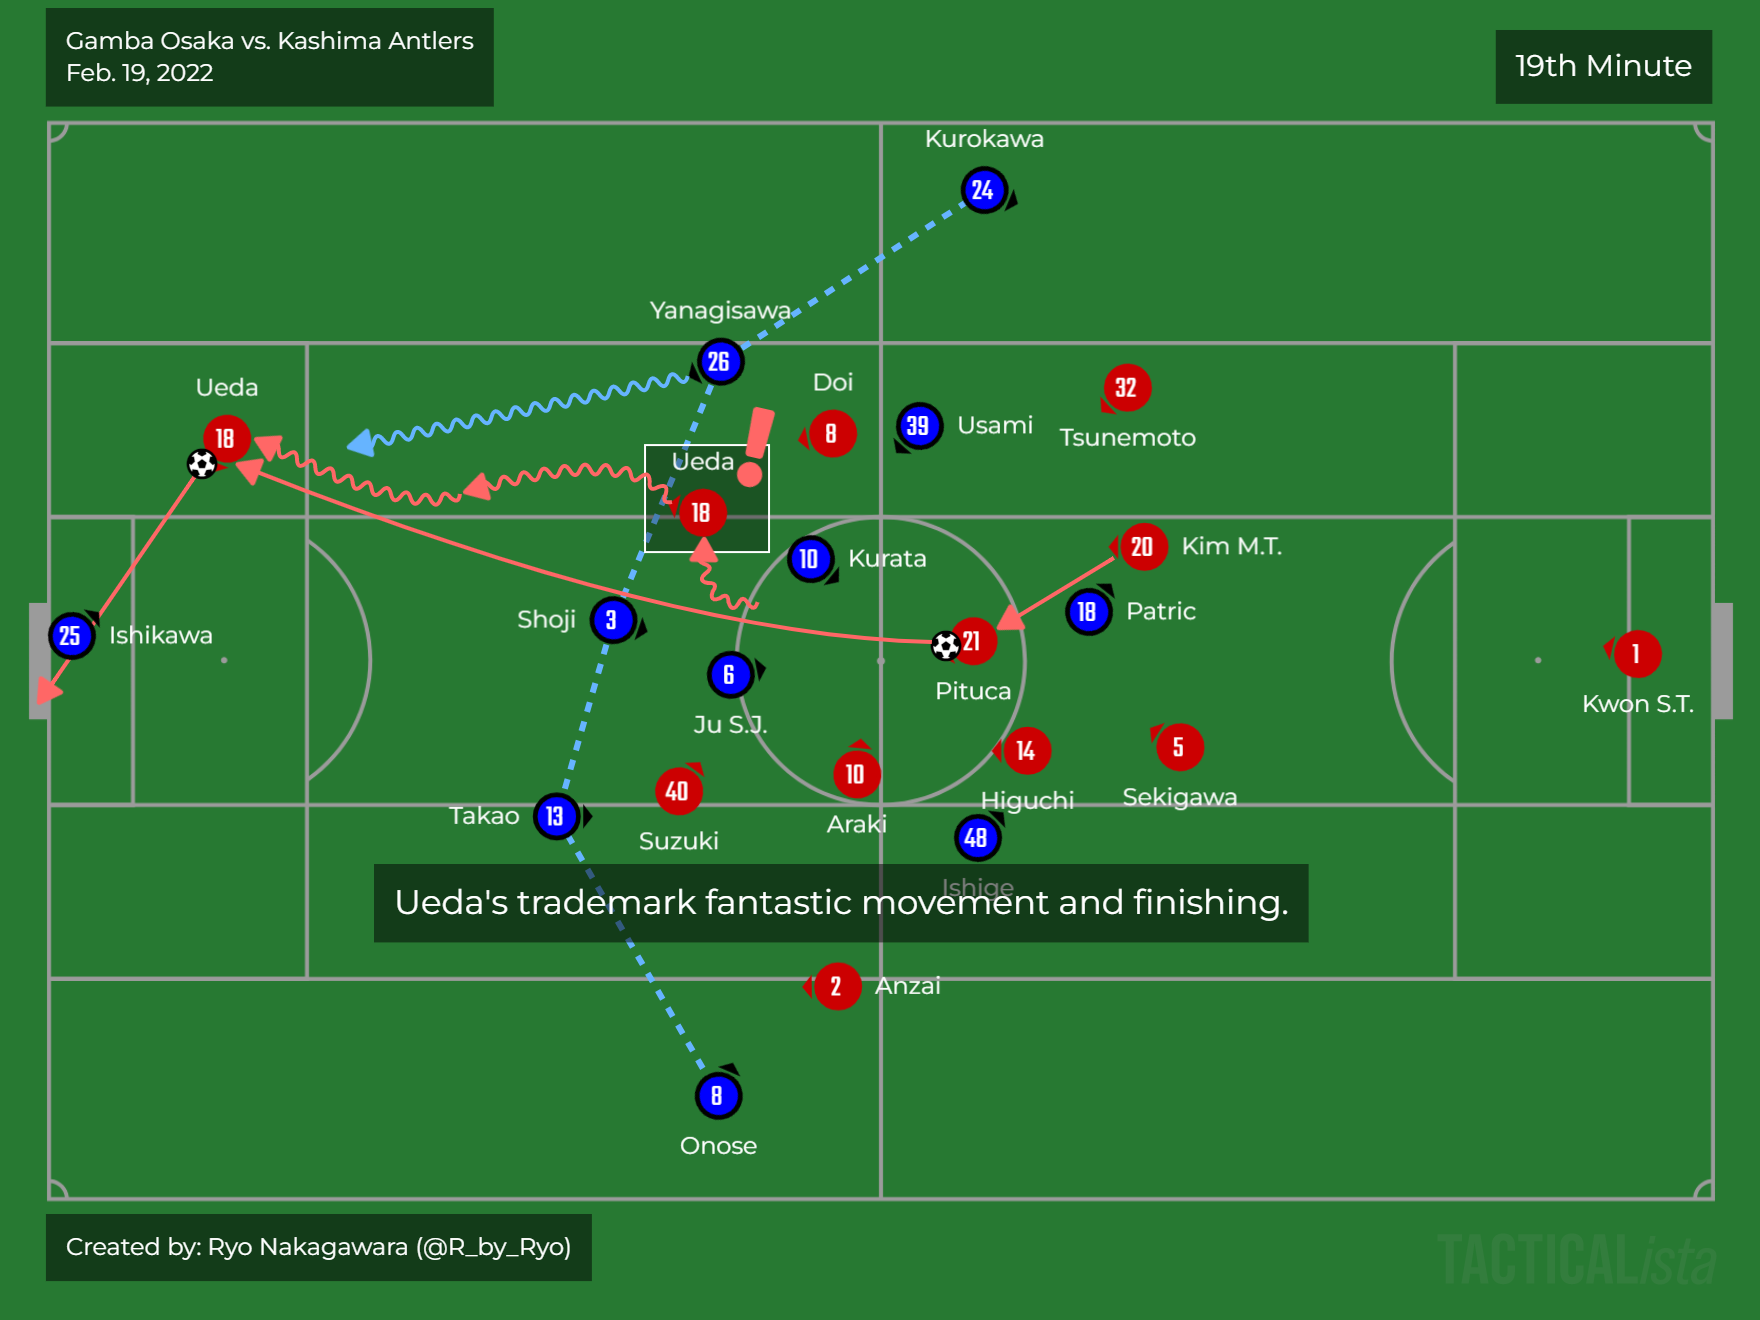 Gamba Osaka vs. Kashima Antlers
Feb. 19, 2022
19th Minute
Kurokawa
24
Yanagisawa
26
Ueda
18
Doi
8
39
Usami
32
Tsunemoto
Ueda
18
10
Kurata
20
Kim M.T.
Shoji
3
18
Patric
25
Ishikawa
21
Pituca
1
Kwon S.T.
6
Ju S.J.
14
Higuchi
5
Sekigawa
10
Araki
40
Suzuki
Takao
13
48
Ishige
Ueda's trademark fantastic movement and finishing.
2
Anzai
8
Onose
Created by: Ryo Nakagawara (@R_by_Ryo)
TACTICALista